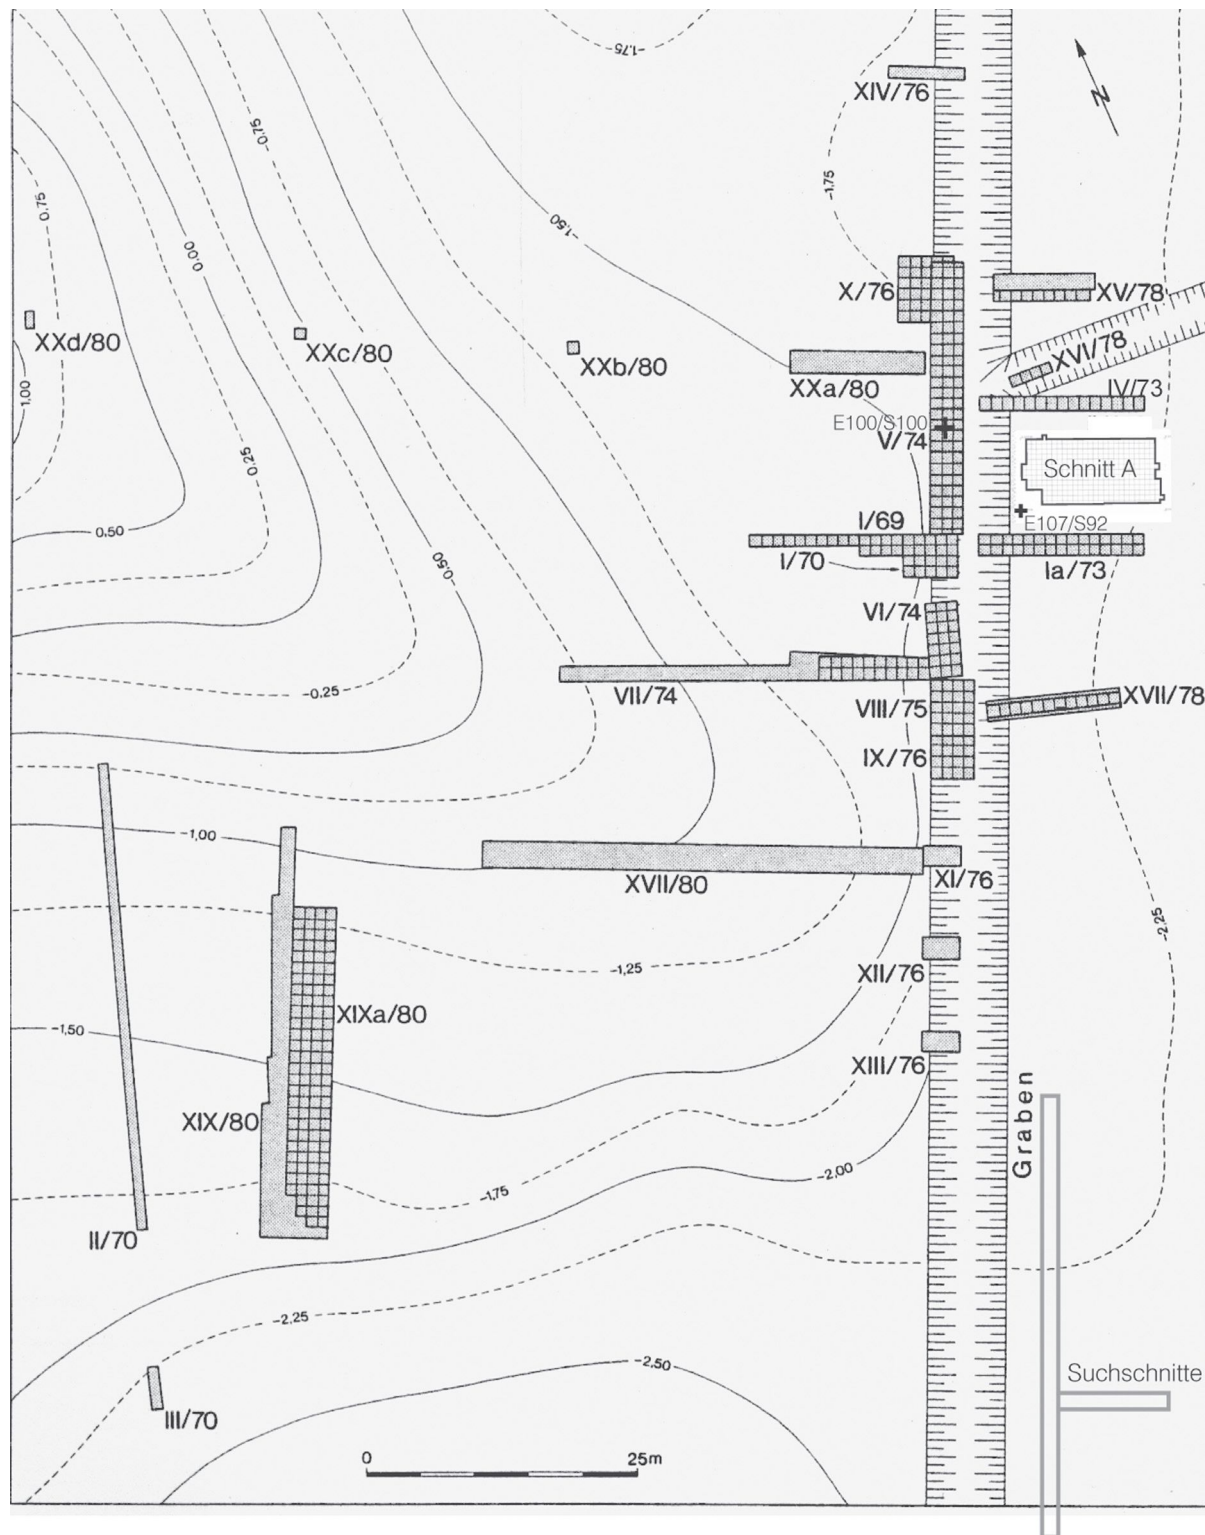 -1,75
XIV/76
N
-0,75
-1,75
0,75
-1,50
0,00
X/76
XV/78
XXd/80
XXc/80
XXb/80
XXa/80
XVI/78
IV/73
1,00
E100/S100
V/74
0,25
Schnitt A
0,50
I/69
E107/S92
I/70
Ia/73
0,50
VI/74
-0,25
VII/74
VIII/75
XVII/78
IX/76
-1,00
XVII/80
XI/76
-2,25
-1,25
XII/76
XIXa/80
-1,50
XIII/76
Graben
XIX/80
-2,00
-1,75
II/70
-2,25
-2,50
Suchschnitte
III/70
0 25m